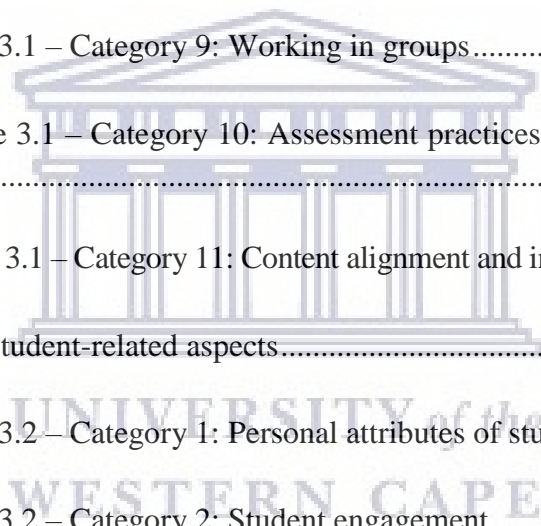 3.1 – Category 9: Working in groups...........
e 3.1 – Category 10: Assessment practices
..........................................................................
3.1 – Category 11: Content alignment and i
tudent-related aspects...................................
UNIVERSITY of the
3.2 – Category 1: Personal attributes of stu
WESTERN CAPE
3.2 – Category 2: Student engagement